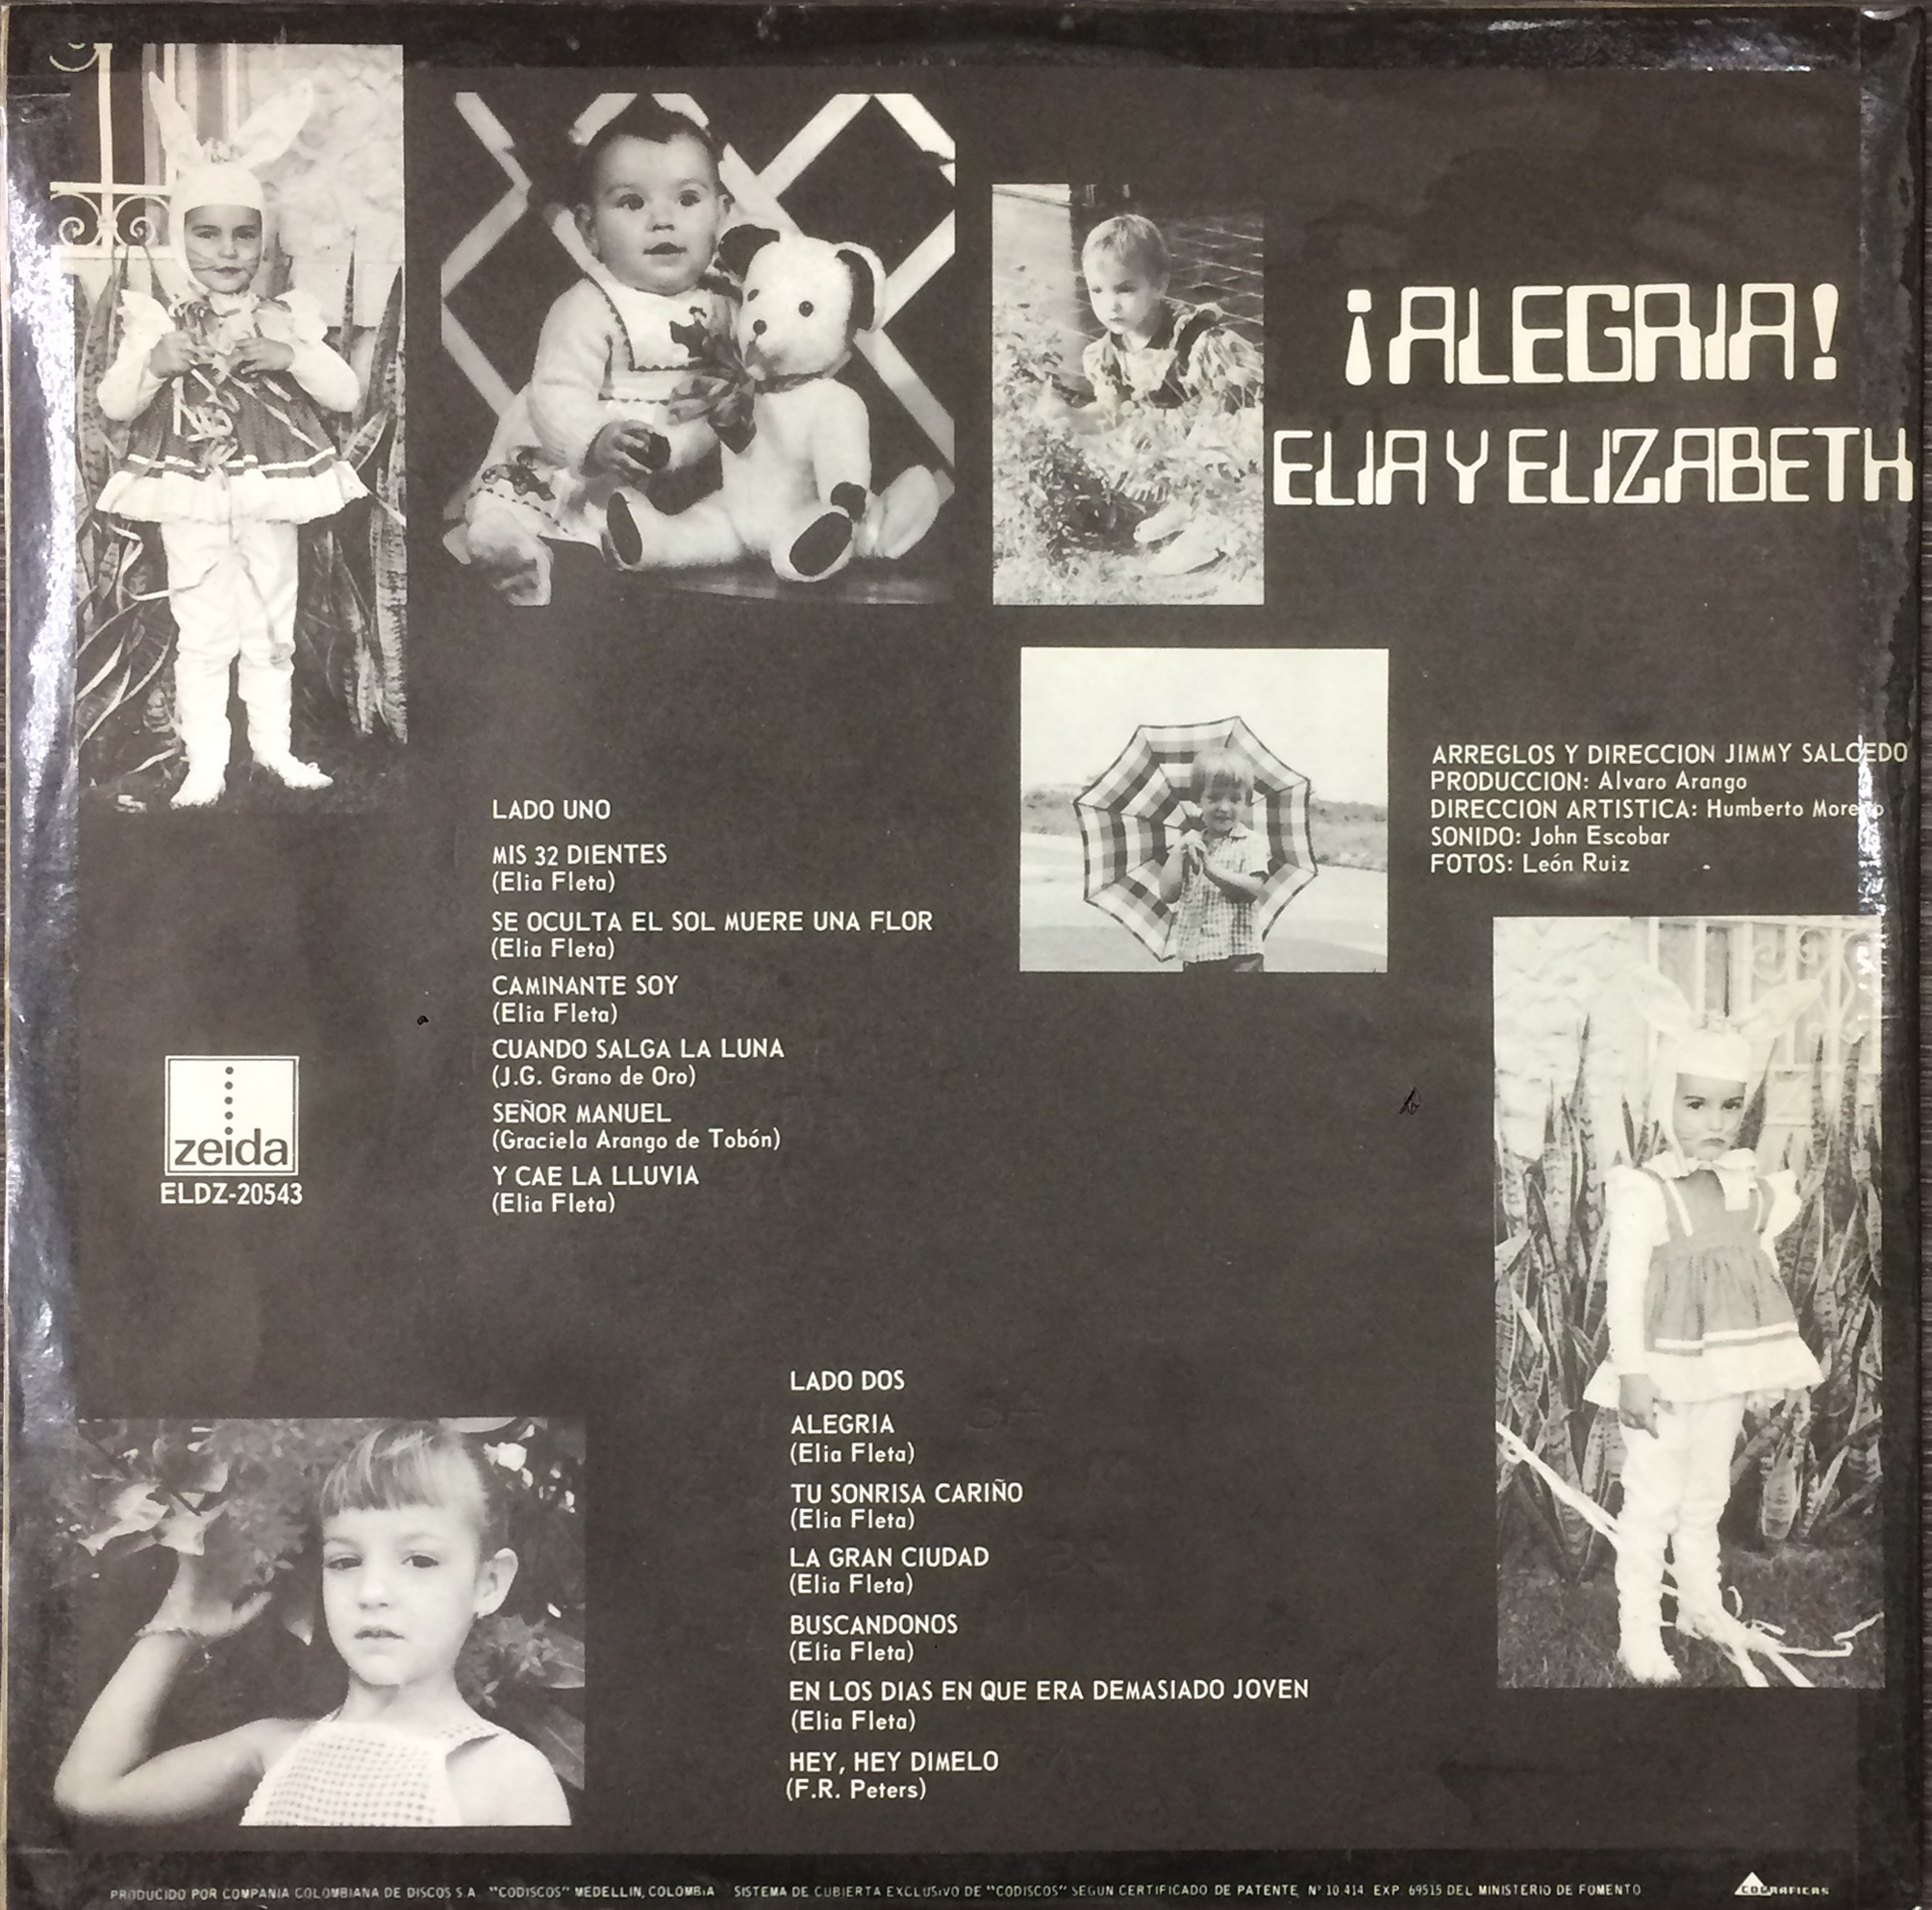 ¡ALEGRIA!
ELIA Y ELIZABETH
ARREGLOS Y DIRECCION JIMMY SALCEDO
PRODUCCION: Alvaro Arango
DIRECCION ARTISTICA: Humberto Moreno
SONIDO: John Escobar
FOTOS: León Ruiz
LADO UNO
MIS 32 DIENTES
(Elia Fleta)
SE OCULTA EL SOL MUERE UNA FLOR
(Elia Fleta)
CAMINANTE SOY
(Elia Fleta)
CUANDO SALGA LA LUNA
(J.G. Grano de Oro)
SEÑOR MANUEL
(Graciela Arango de Tobón)
Y CAE LA LLUVIA
(Elia Fleta)
zeida
ELDZ-20543
LADO DOS
ALEGRIA
(Elia Fleta)
TU SONRISA CARIÑO
(Elia Fleta)
LA GRAN CIUDAD
(Elia Fleta)
BUSCANDONOS
(Elia Fleta)
EN LOS DIAS EN QUE ERA DEMASIADO JOVEN
(Elia Fleta)
HEY, HEY DIMELO
(F.R. Peters)
PRODUCIDO POR COMPAÑIA COLOMBIANA DE DISCOS S.A. "CODISCOS" MEDELLIN, COLOMBIA SISTEMA DE CUBIERTA EXCLUSIVO DE "CODISCOS" SEGUN CERTIFICADO DE PATENTE Nº 10.414 EXP. 69515 DEL MINISTERIO DE FOMENTO
COLGRAFICAS